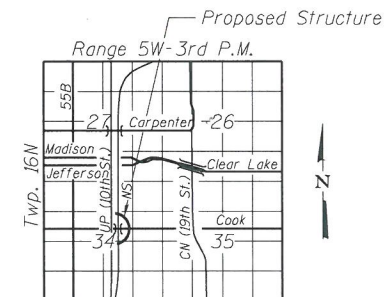 Proposed Structure
Range 5W-3rd P.M.
Twp. 16N
55B
27
Carpenter
26
Madison
Jefferson
Clear Lake
UP (10th St.)
NS
CN (19th St.)
Cook
34
35
N